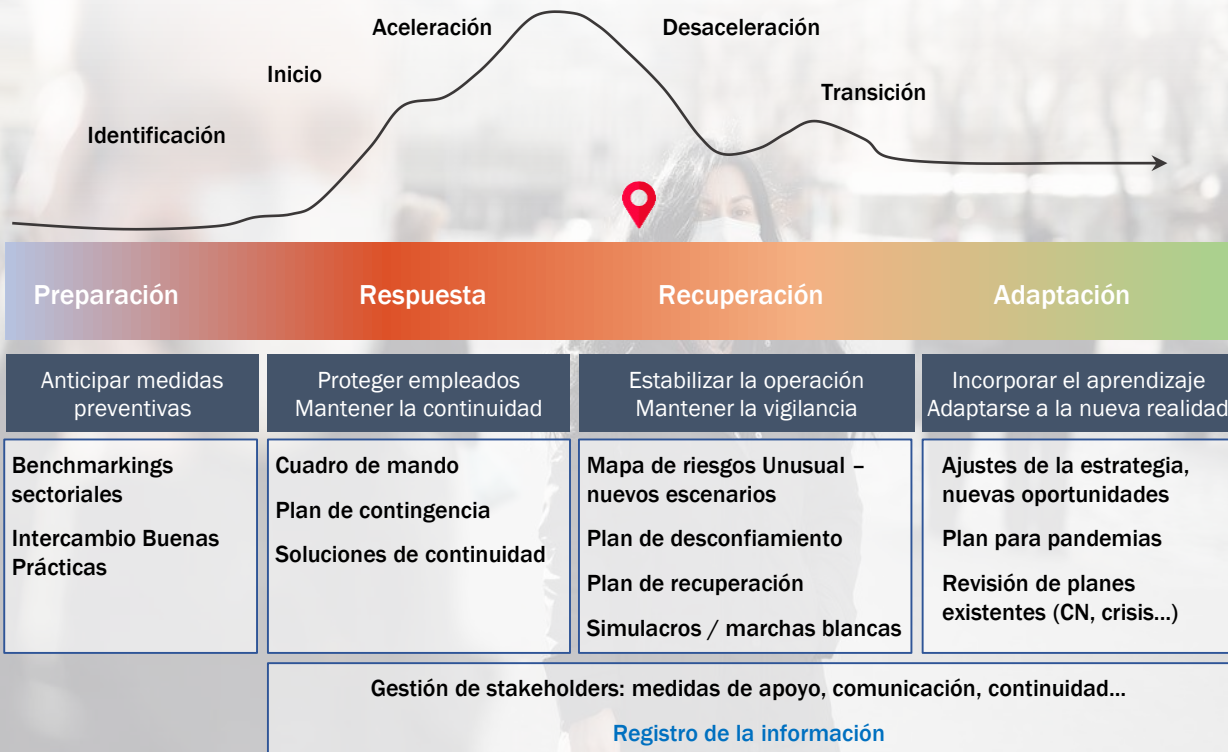 Aceleración
Desaceleración
Inicio
Transición
Identificación
Preparación
Respuesta
Recuperación
Adaptación
Anticipar medidas
preventivas
Proteger empleados
Mantener la continuidad
Estabilizar la operación
Mantener la vigilancia
Incorporar el aprendizaje
Adaptarse a la nueva realidad
Benchmarkings
sectoriales
Intercambio Buenas
Prácticas
Cuadro de mando
Plan de contingencia
Soluciones de continuidad
Mapa de riesgos Unusual –
nuevos escenarios
Plan de desconfiamiento
Plan de recuperación
Simulacros / marchas blancas
Ajustes de la estrategia,
nuevas oportunidades
Plan para pandemias
Revisión de planes
existentes (CN, crisis...)
Gestión de stakeholders: medidas de apoyo, comunicación, continuidad...
Registro de la información